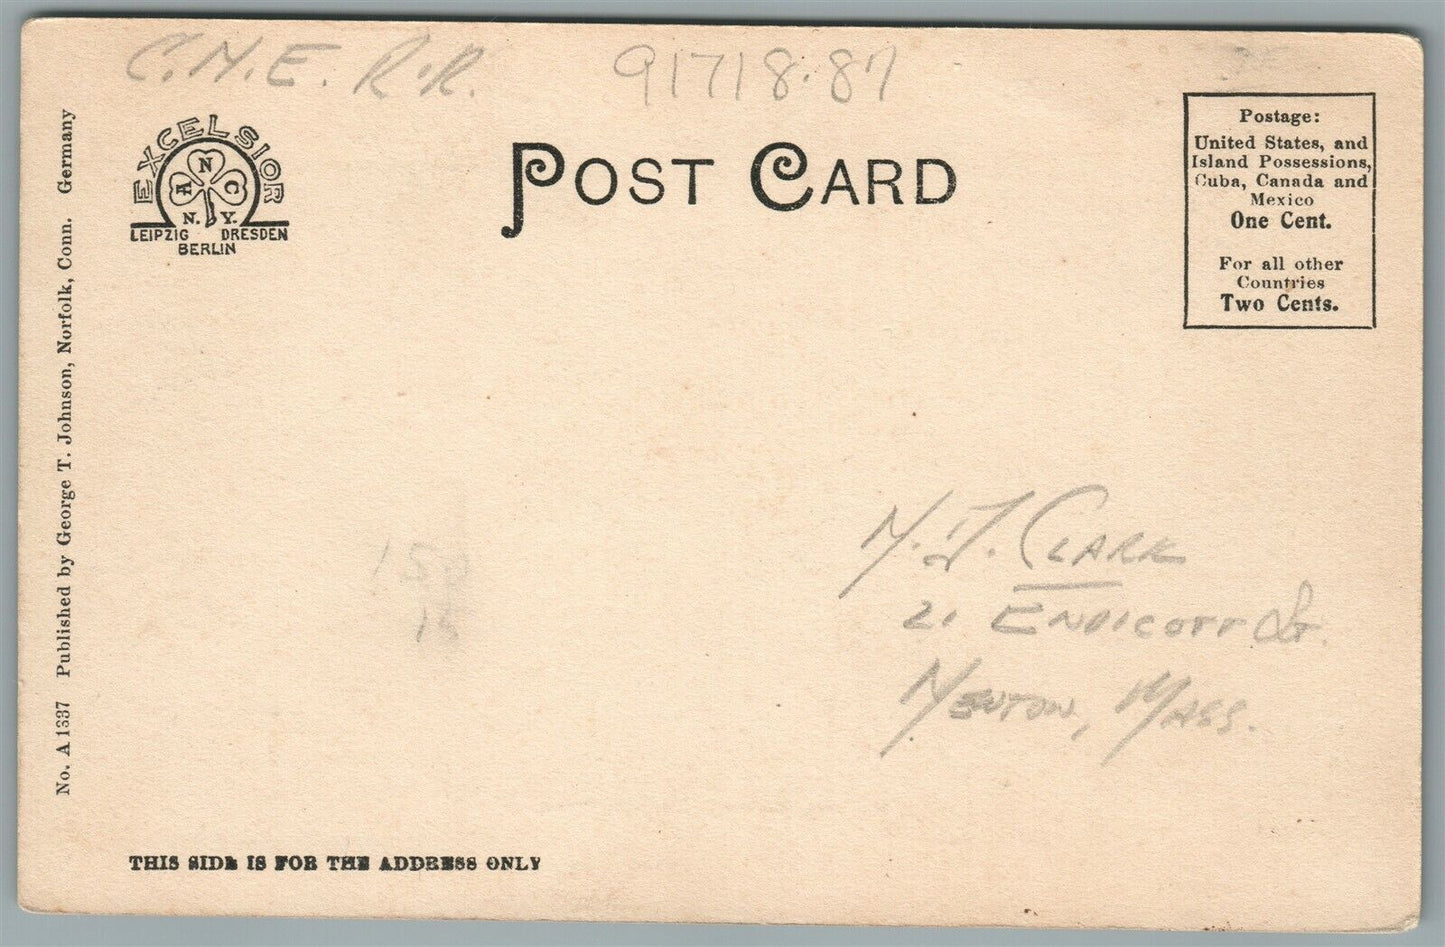 C.N.E. R.R. 91718.87
EXCELSIOR
A N C
N. Y.
LEIPZIG DRESDEN
BERLIN
POST CARD
Postage:
United States, and
Island Possessions,
Cuba, Canada and
Mexico
One Cent.
For all other
Countries
Two Cents.
No. A 1337 Published by George T. Johnson, Norfolk, Conn. Germany
150
15
N.J. CLARK
21 ENDICOTT St.
NEWTON, MASS.
THIS SIDE IS FOR THE ADDRESS ONLY